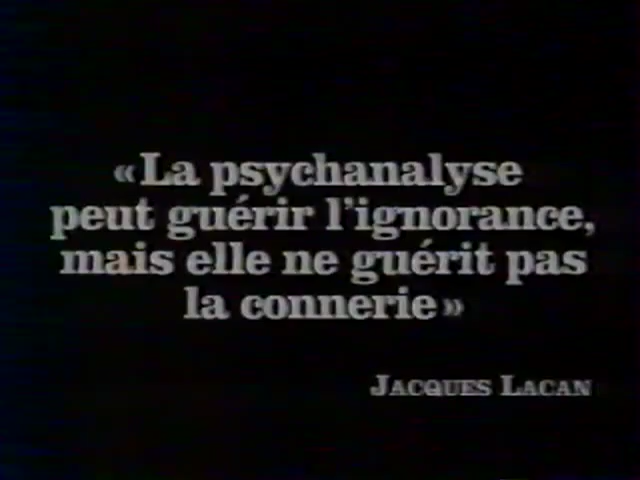 «La psychanalyse
peut guérir l'ignorance,
mais elle ne guérit pas
la connerie»
JACQUES LACAN